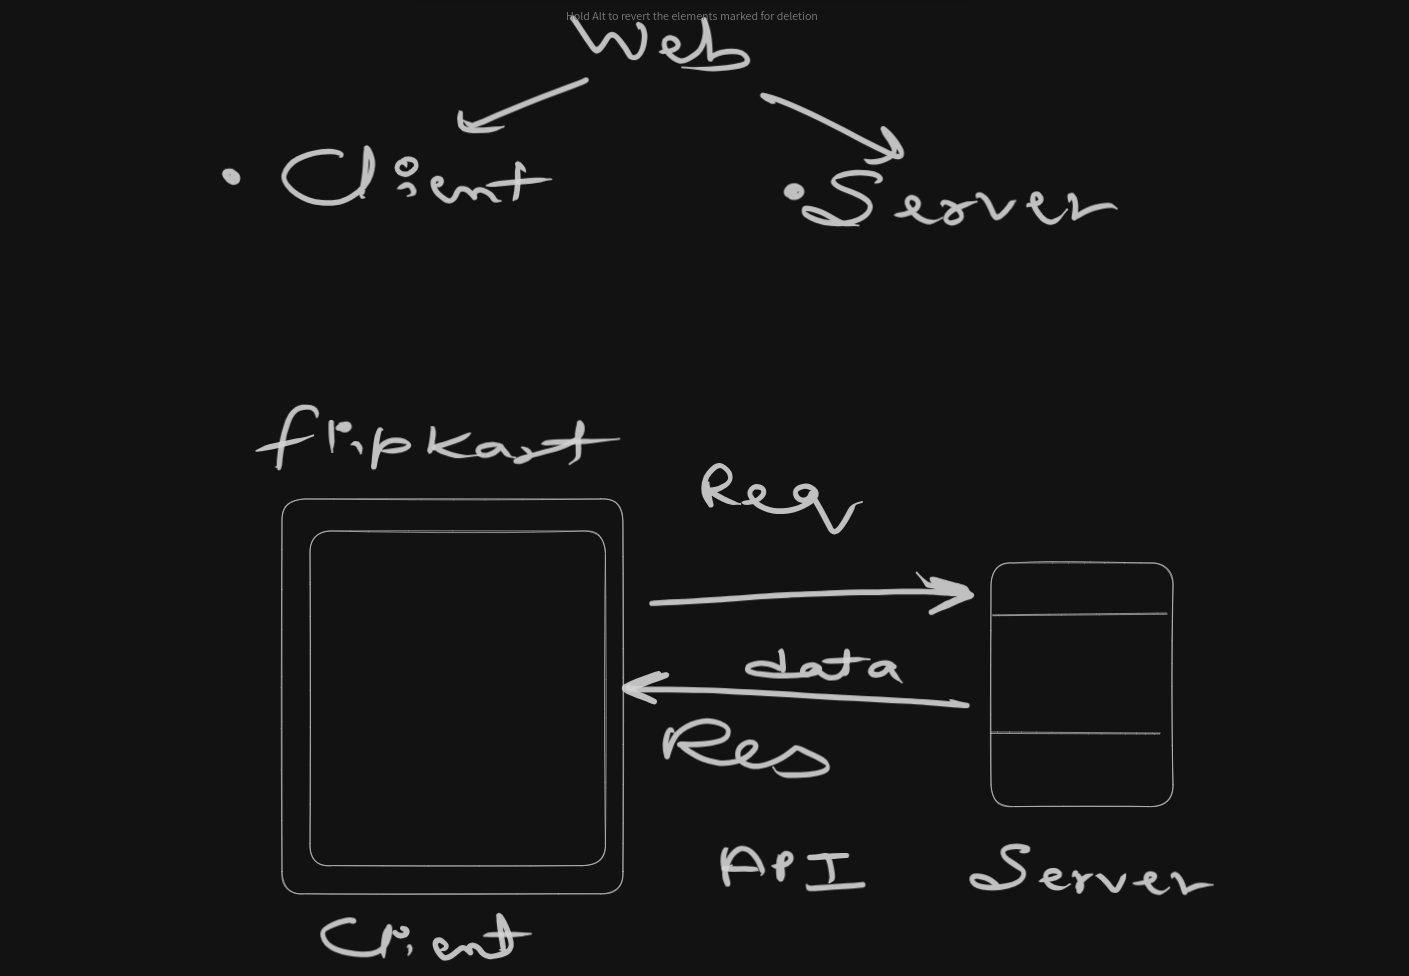 Hold Alt to revert the elements marked for deletion
Web
• Client
• Server
flipkart
Req
data
Res
API
Server
Client